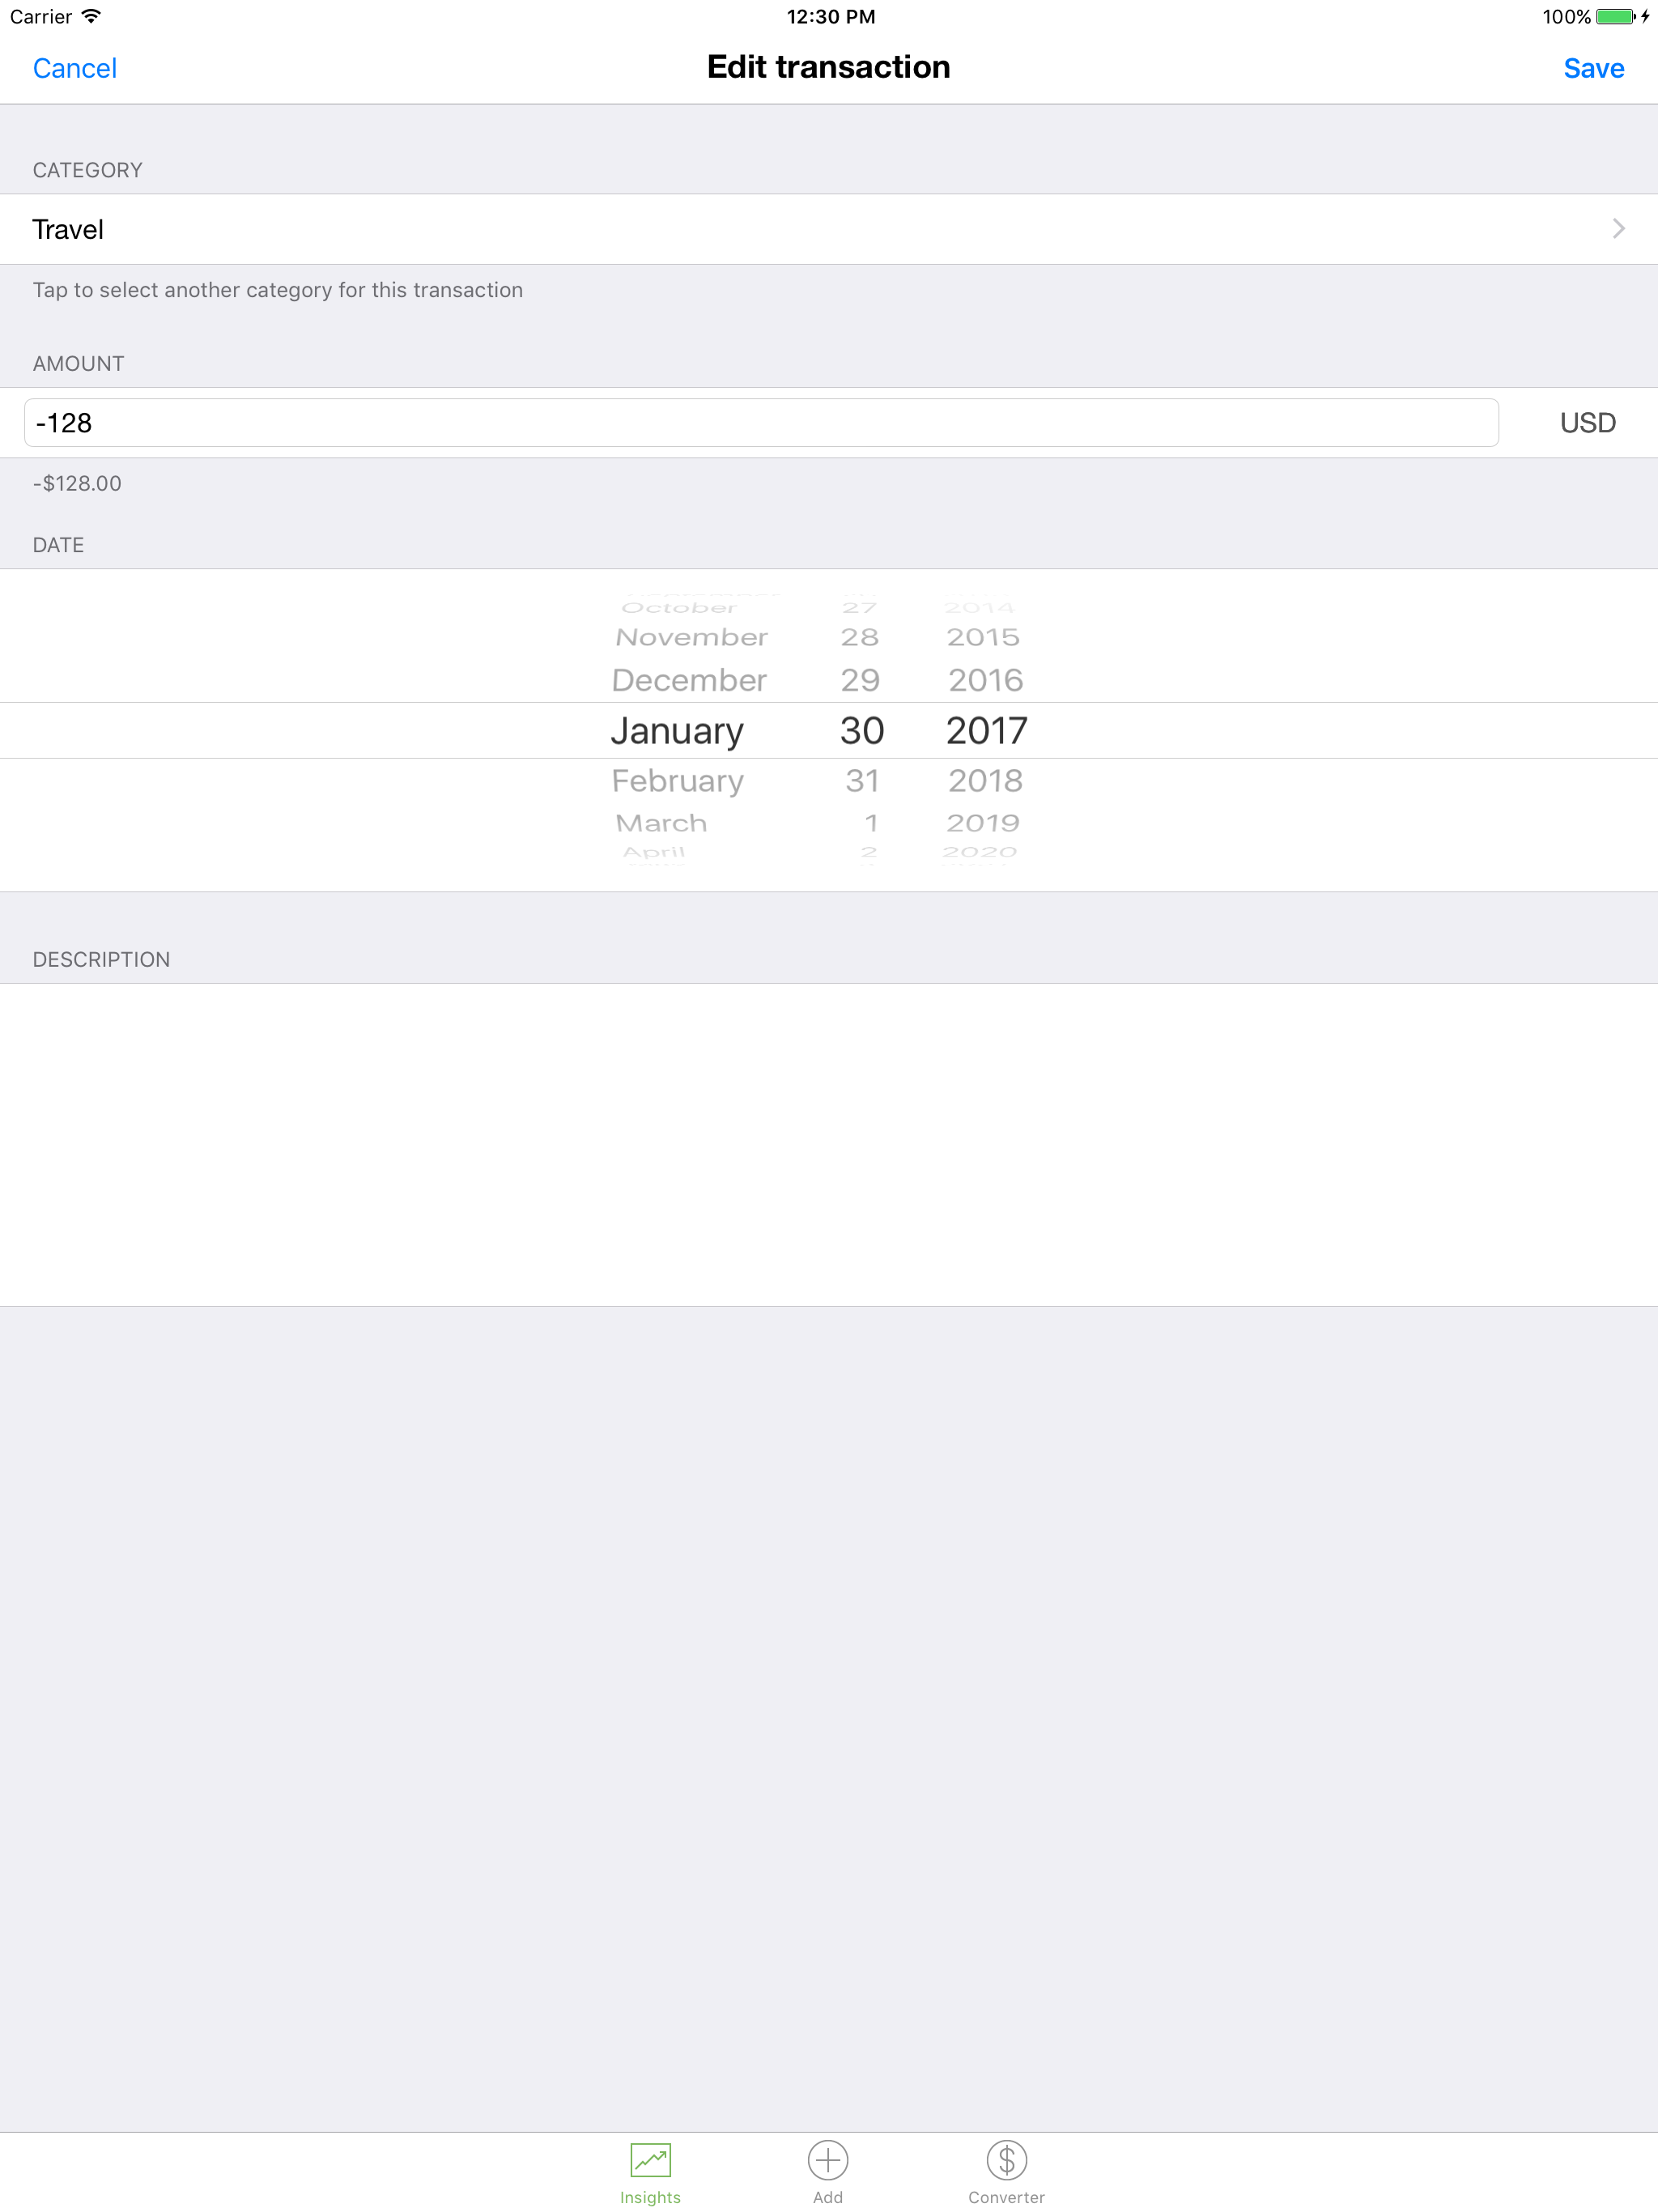 Carrier 12:30 PM 100%
Cancel Edit transaction Save
CATEGORY
Travel
Tap to select another category for this transaction
AMOUNT
-128 USD
-$128.00
DATE
October 27 2014
November 28 2015
December 29 2016
January 30 2017
February 31 2018
March 1 2019
April 2 2020
DESCRIPTION
Insights Add Converter